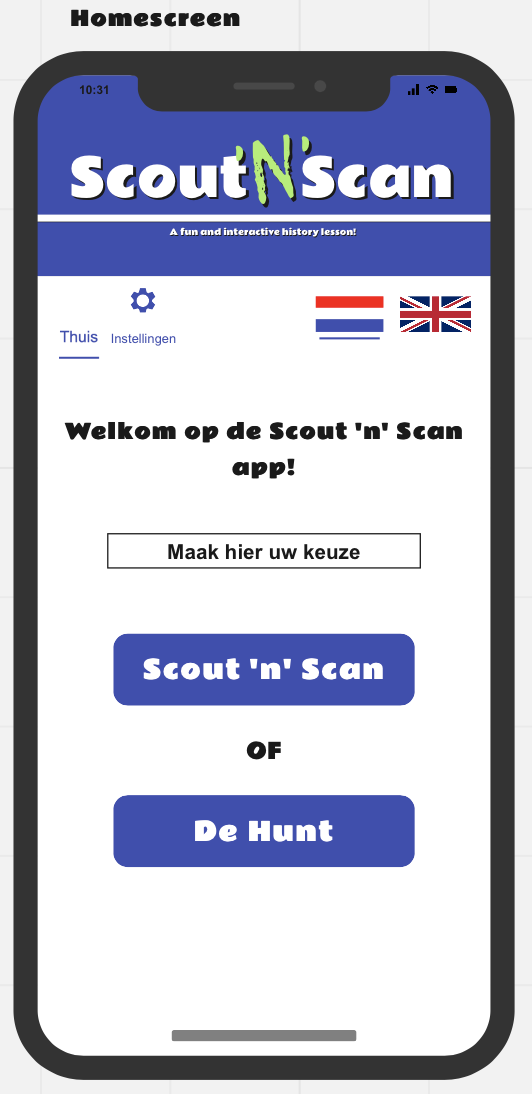 Homescreen
10:31
Scout'N'Scan
A fun and interactive history lesson!
Thuis Instellingen
Welkom op de Scout 'n' Scan
app!
Maak hier uw keuze
Scout 'n' Scan
OF
De Hunt